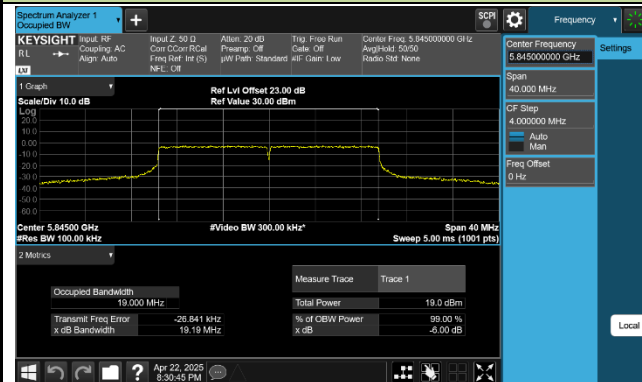 Spectrum Analyzer 1
Occupied BW
SCPI
Frequency
KEYSIGHT
Input: RF
Coupling: AC
Align: Auto
Input Z: 50 Ω
Corr CCorr RCal
Freq Ref: Int (S)
NFE: Off
Atten: 20 dB
Preamp: Off
µW Path: Standard
Trig: Free Run
Gate: Off
#IF Gain: Low
Center Freq: 5.845000000 GHz
Avg|Hold: 50/50
Radio Std: None
RL
LXI
Center Frequency
5.845000000 GHz
Settings
Span
40.000 MHz
CF Step
4.000000 MHz
Auto
Man
Freq Offset
0 Hz
Local
1 Graph
Scale/Div 10.0 dB
Ref Lvl Offset 23.00 dB
Ref Value 30.00 dBm
Log
20.0
10.0
0.00
-10.0
-20.0
-30.0
-40.0
-50.0
-60.0
Center 5.84500 GHz
#Res BW 100.00 kHz
#Video BW 300.00 kHz*
Span 40 MHz
Sweep 5.00 ms (1001 pts)
2 Metrics
Measure Trace
Trace 1
Occupied Bandwidth
19.000 MHz
Total Power
19.0 dBm
Transmit Freq Error
-26.841 kHz
% of OBW Power
99.00 %
x dB Bandwidth
19.19 MHz
x dB
-6.00 dB
Apr 22, 2025
8:30:45 PM